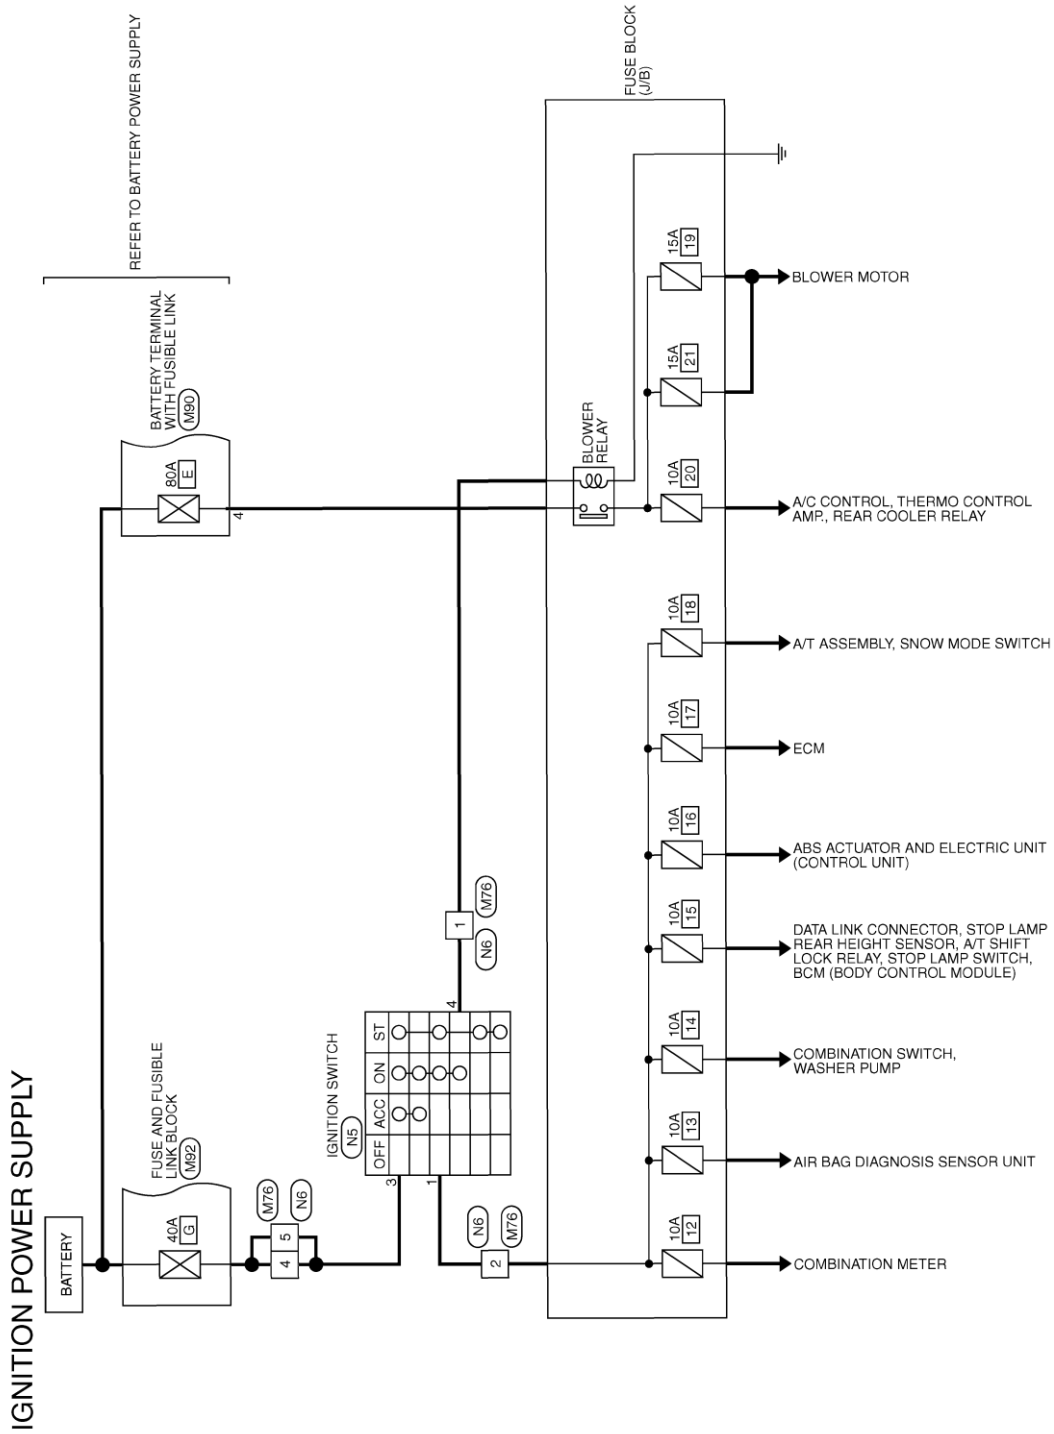 IGNITION POWER SUPPLY
BATTERY
REFER TO BATTERY POWER SUPPLY
BATTERY TERMINAL
WITH FUSIBLE LINK
M90
80A
E
4
FUSE AND FUSIBLE
LINK BLOCK
M92
40A
G
M76
N6
5
4
IGNITION SWITCH
N5
OFF
ACC
ON
ST
3
1
4
N6
M76
2
1
N6
M76
FUSE BLOCK
(J/B)
BLOWER
RELAY
15A
19
BLOWER MOTOR
15A
21
10A
20
A/C CONTROL, THERMO CONTROL
AMP., REAR COOLER RELAY
10A
18
A/T ASSEMBLY, SNOW MODE SWITCH
10A
17
ECM
10A
16
ABS ACTUATOR AND ELECTRIC UNIT
(CONTROL UNIT)
10A
15
DATA LINK CONNECTOR, STOP LAMP
REAR HEIGHT SENSOR, A/T SHIFT
LOCK RELAY, STOP LAMP SWITCH,
BCM (BODY CONTROL MODULE)
10A
14
COMBINATION SWITCH,
WASHER PUMP
10A
13
AIR BAG DIAGNOSIS SENSOR UNIT
10A
12
COMBINATION METER